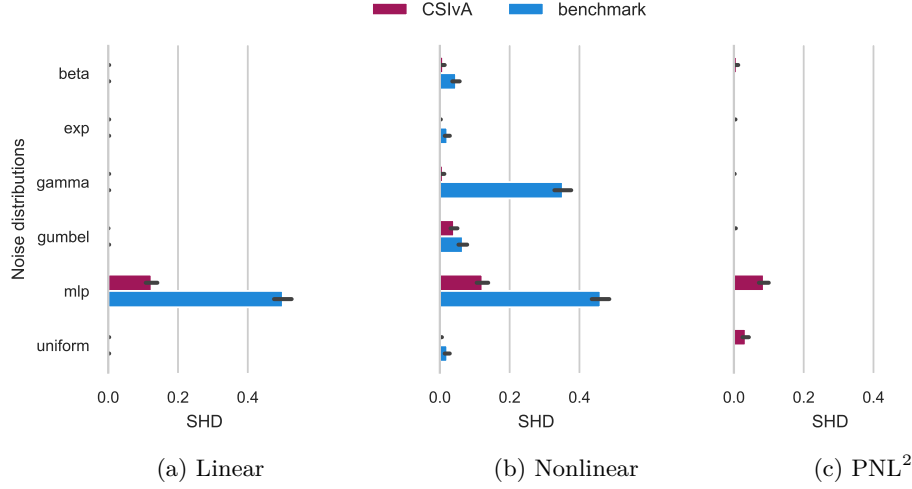 CSIvA benchmark
Noise distributions
beta
exp
gamma
gumbel
mlp
uniform
0.0 0.2 0.4 0.0 0.2 0.4 0.0 0.2 0.4
SHD SHD SHD
(a) Linear (b) Nonlinear (c) PNL²